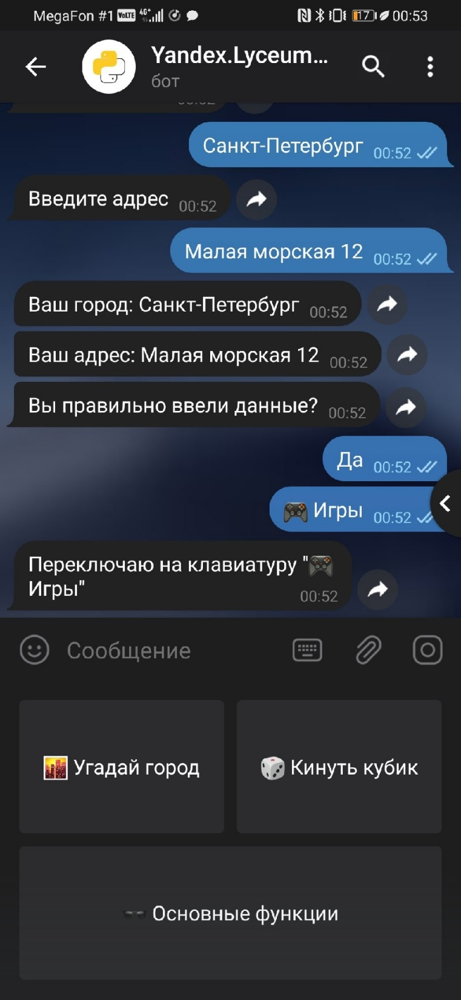 MegaFon #1 VoLTE 4G+ 17 00:53
Yandex.Lyceum...
бот
Санкт-Петербург 00:52
Введите адрес 00:52
Малая морская 12 00:52
Ваш город: Санкт-Петербург 00:52
Ваш адрес: Малая морская 12 00:52
Вы правильно ввели данные? 00:52
Да 00:52
🎮 Игры 00:52
Переключаю на клавиатуру "🎮
Игры" 00:52
Сообщение
🌇 Угадай город
🎲 Кинуть кубик
🕶 Основные функции